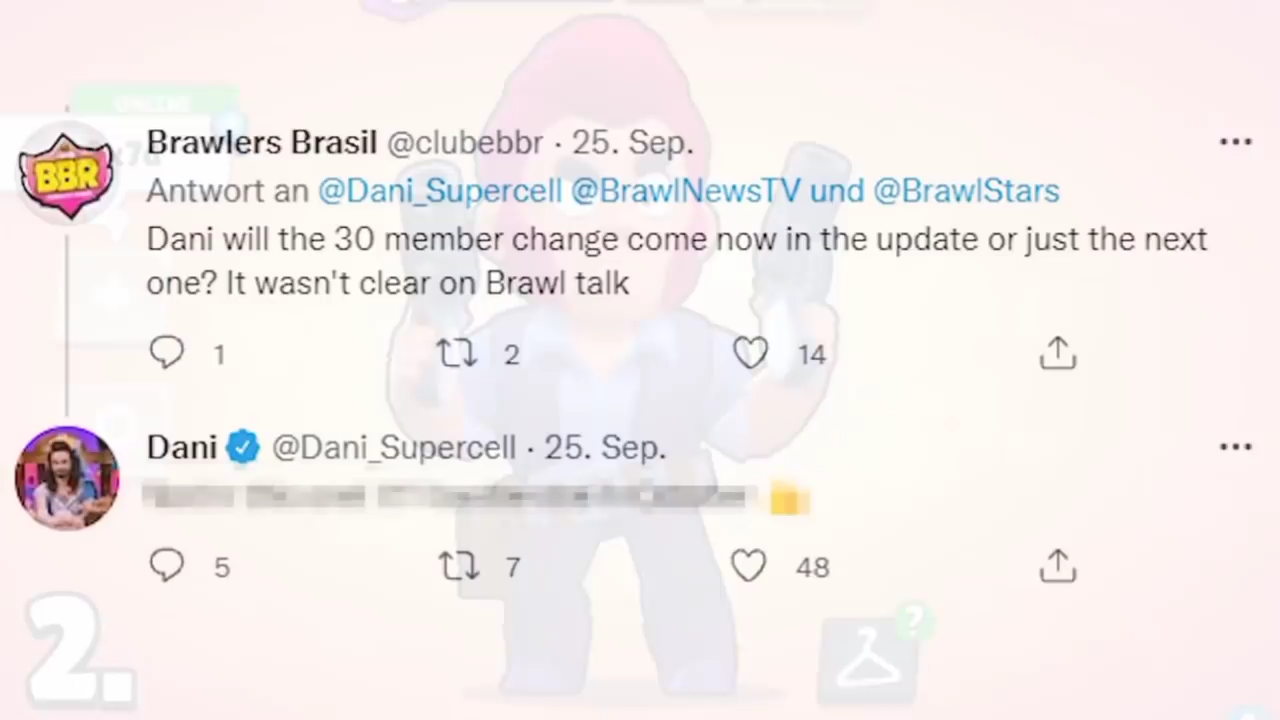 Brawlers Brasil @clubebbr · 25. Sep.
BBR
Antwort an @Dani_Supercell @BrawlNewsTV und @BrawlStars
Dani will the 30 member change come now in the update or just the next
one? It wasn't clear on Brawl talk
1 2 14
Dani @Dani_Supercell · 25. Sep.
5 7 48
2.
?